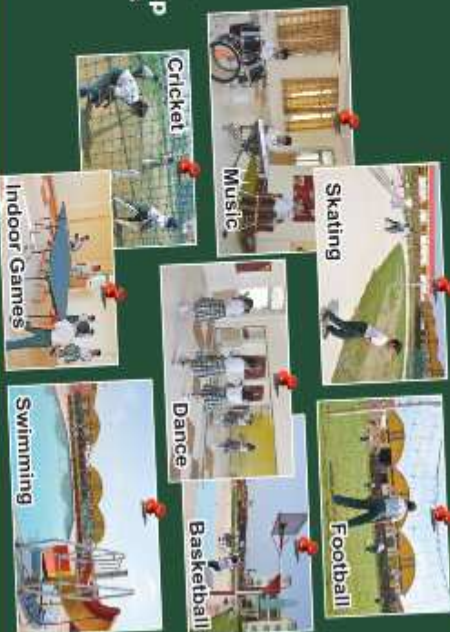 Skating
Football
Music
Dance
Basketball
Cricket
Indoor Games
Swimming